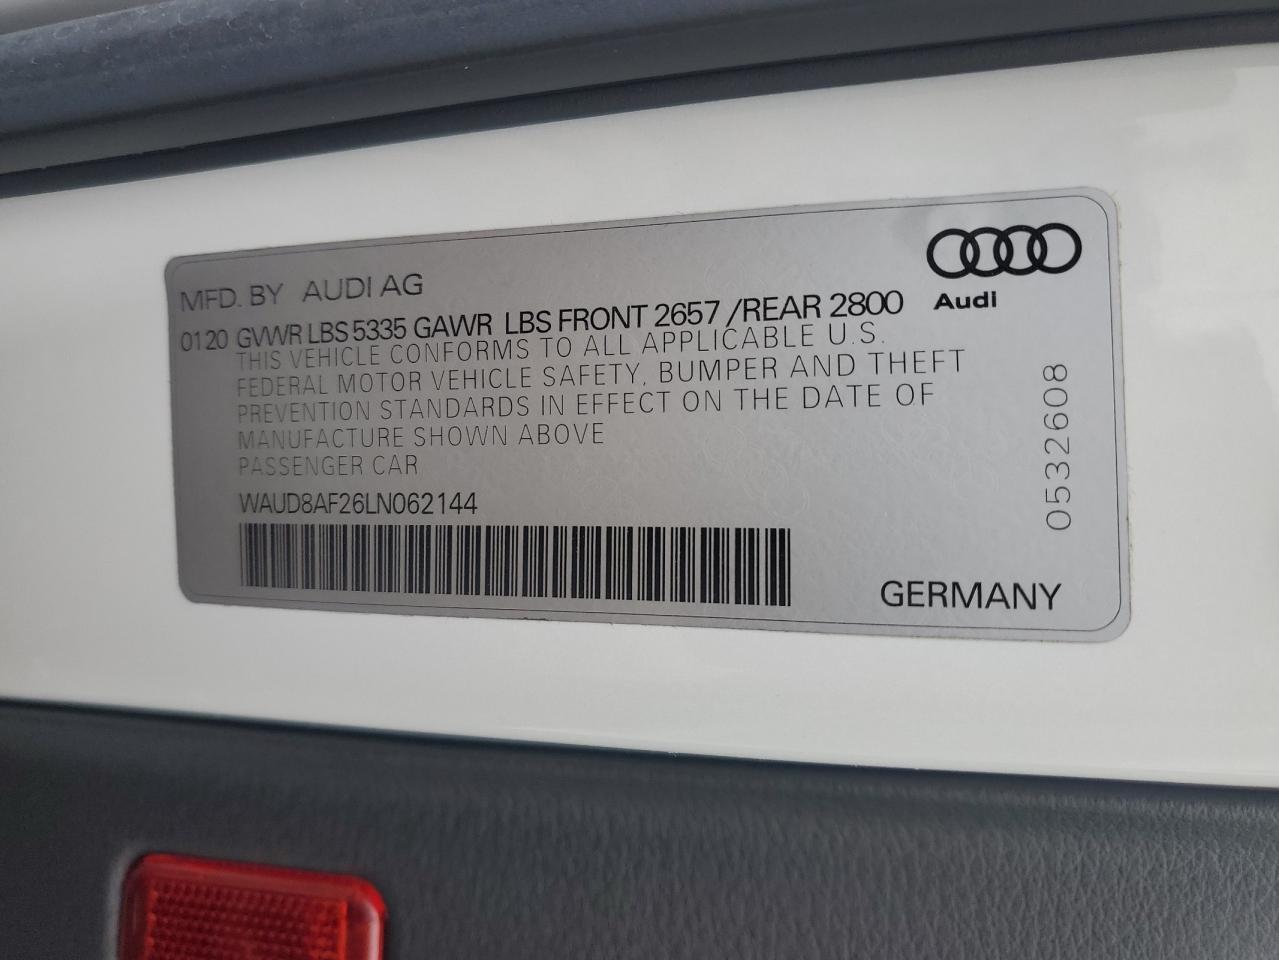 MFD. BY AUDI AG
0120 GVWR LBS 5335 GAWR LBS FRONT 2657 /REAR 2800
THIS VEHICLE CONFORMS TO ALL APPLICABLE U.S.
FEDERAL MOTOR VEHICLE SAFETY, BUMPER AND THEFT
PREVENTION STANDARDS IN EFFECT ON THE DATE OF
MANUFACTURE SHOWN ABOVE
PASSENGER CAR
WAUD8AF26LN062144
Audi
0532608
GERMANY